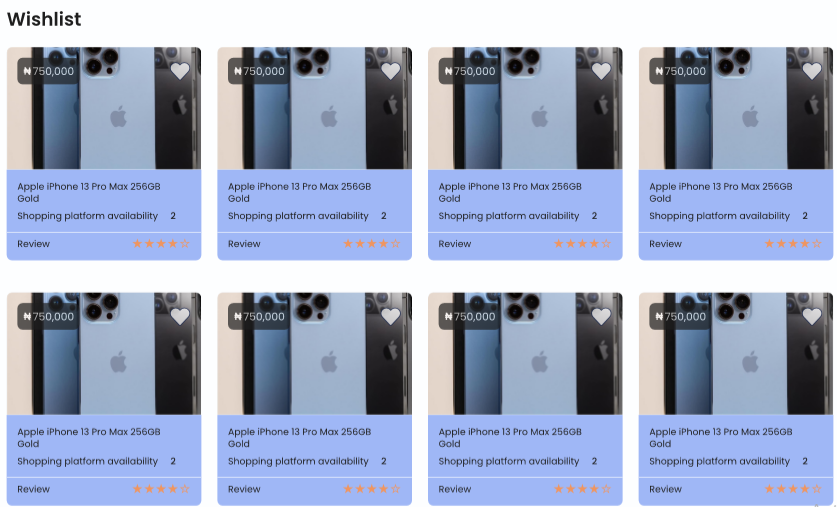 Wishlist
₦750,000 ₦750,000 ₦750,000 ₦750,000
Apple iPhone 13 Pro Max 256GB Apple iPhone 13 Pro Max 256GB Apple iPhone 13 Pro Max 256GB Apple iPhone 13 Pro Max 256GB
Gold Gold Gold Gold
Shopping platform availability 2 Shopping platform availability 2 Shopping platform availability 2 Shopping platform availability 2
Review Review Review Review
₦750,000 ₦750,000 ₦750,000 ₦750,000
Apple iPhone 13 Pro Max 256GB Apple iPhone 13 Pro Max 256GB Apple iPhone 13 Pro Max 256GB Apple iPhone 13 Pro Max 256GB
Gold Gold Gold Gold
Shopping platform availability 2 Shopping platform availability 2 Shopping platform availability 2 Shopping platform availability 2
Review Review Review Review